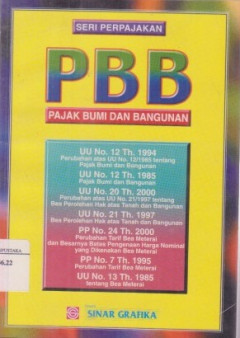 SERI PERPAJAKAN
PBB
PAJAK BUMI DAN BANGUNAN
UU No. 12 Th. 1994
Perubahan atas UU No. 12/1985 tentang
Pajak Bumi dan Bangunan
UU No. 12 Th. 1985
Pajak Bumi dan Bangunan
UU No. 20 Th. 2000
Perubahan atas UU No. 21/1997 tentang
Bea Perolehan Hak atas Tanah dan Bangunan
UU No. 21 Th. 1997
Bea Perolehan Hak atas Tanah dan Bangunan
PP No. 24 Th. 2000
Perubahan Tarif Bea Meterai
dan Besarnya Batas Pengenaan Harga Nominal
yang Dikenakan Bea Meterai
PP No. 7 Th. 1995
Perubahan Tarif Bea Meterai
UU No. 13 Th. 1985
tentang Bea Meterai
SINAR GRAFIKA